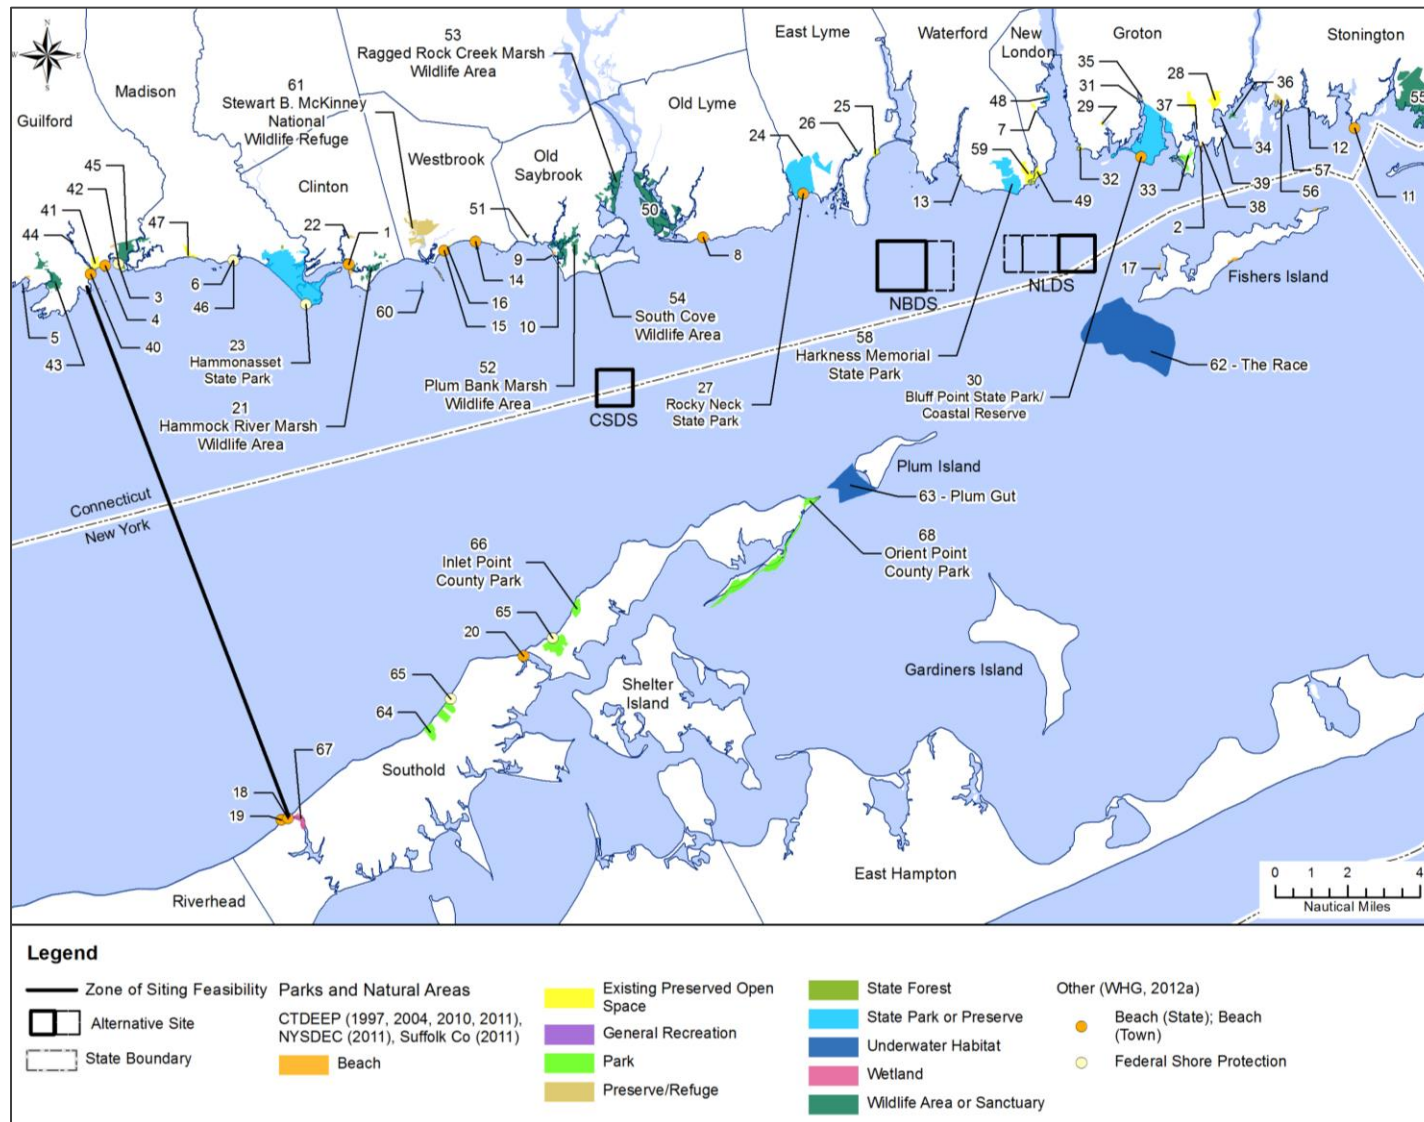 N
W
E
S
Guilford
Madison
61
Stewart B. McKinney
National
Wildlife Refuge
53
Ragged Rock Creek Marsh
Wildlife Area
East Lyme
Waterford
New
London
Groton
Stonington
Clinton
Westbrook
Old
Saybrook
Old Lyme
45
42
41
44
47
22
1
51
9
50
8
24
26
25
13
48
7
59
49
35
31
29
28
37
36
55
32
33
34
39
38
2
12
57
56
11
5
43
3
4
40
6
46
23
Hammonasset
State Park
21
Hammock River Marsh
Wildlife Area
60
16
14
15
10
52
Plum Bank Marsh
Wildlife Area
54
South Cove
Wildlife Area
CSDS
27
Rocky Neck
State Park
NBDS
NLDS
58
Harkness Memorial
State Park
30
Bluff Point State Park/
Coastal Reserve
17
Fishers Island
62 - The Race
Connecticut
New York
Plum Island
63 - Plum Gut
68
Orient Point
County Park
66
Inlet Point
County Park
65
20
65
64
Shelter
Island
Gardiners Island
Southold
67
18
19
Riverhead
East Hampton
0 1 2 4
Nautical Miles
Legend
Zone of Siting Feasibility
Alternative Site
State Boundary
Parks and Natural Areas
CTDEEP (1997, 2004, 2010, 2011),
NYSDEC (2011), Suffolk Co (2011)
Beach
Existing Preserved Open
Space
General Recreation
Park
Preserve/Refuge
State Forest
State Park or Preserve
Underwater Habitat
Wetland
Wildlife Area or Sanctuary
Other (WHG, 2012a)
Beach (State); Beach
(Town)
Federal Shore Protection